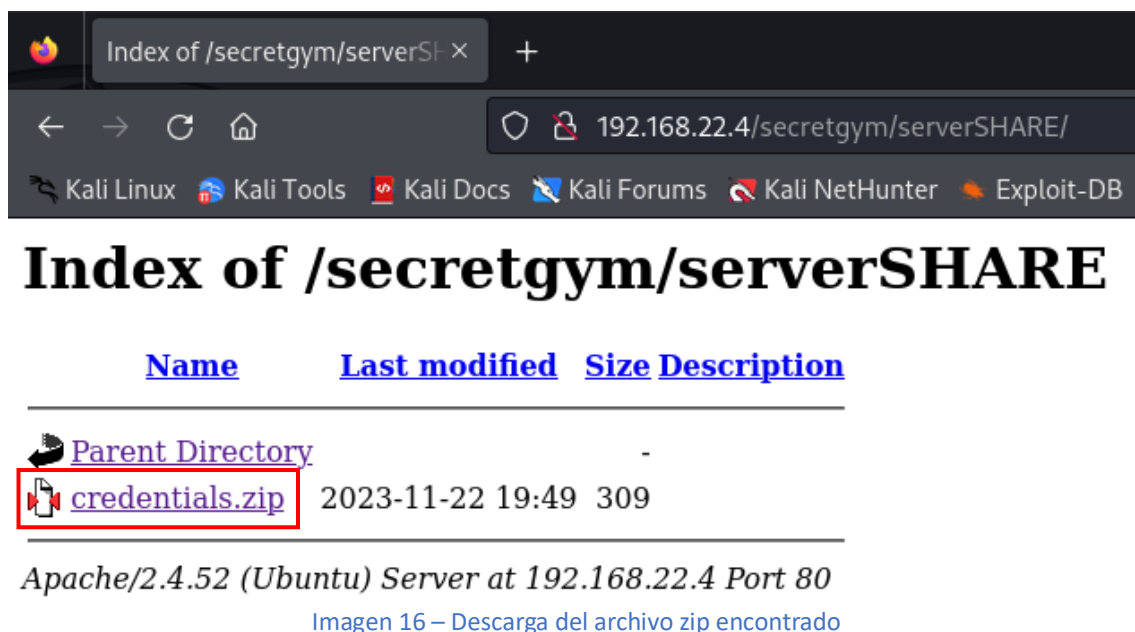 Index of /secretgym/serverSH
192.168.22.4/secretgym/serverSHARE/
Kali Linux Kali Tools Kali Docs Kali Forums Kali NetHunter Exploit-DB
Index of /secretgym/serverSHARE
Name Last modified Size Description
Parent Directory -
credentials.zip 2023-11-22 19:49 309
Apache/2.4.52 (Ubuntu) Server at 192.168.22.4 Port 80
Imagen 16 – Descarga del archivo zip encontrado